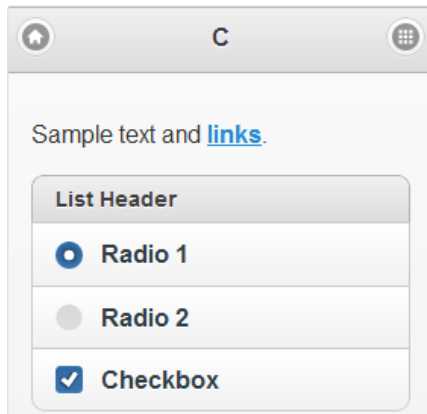 C
Sample text and links.
List Header
Radio 1
Radio 2
Checkbox